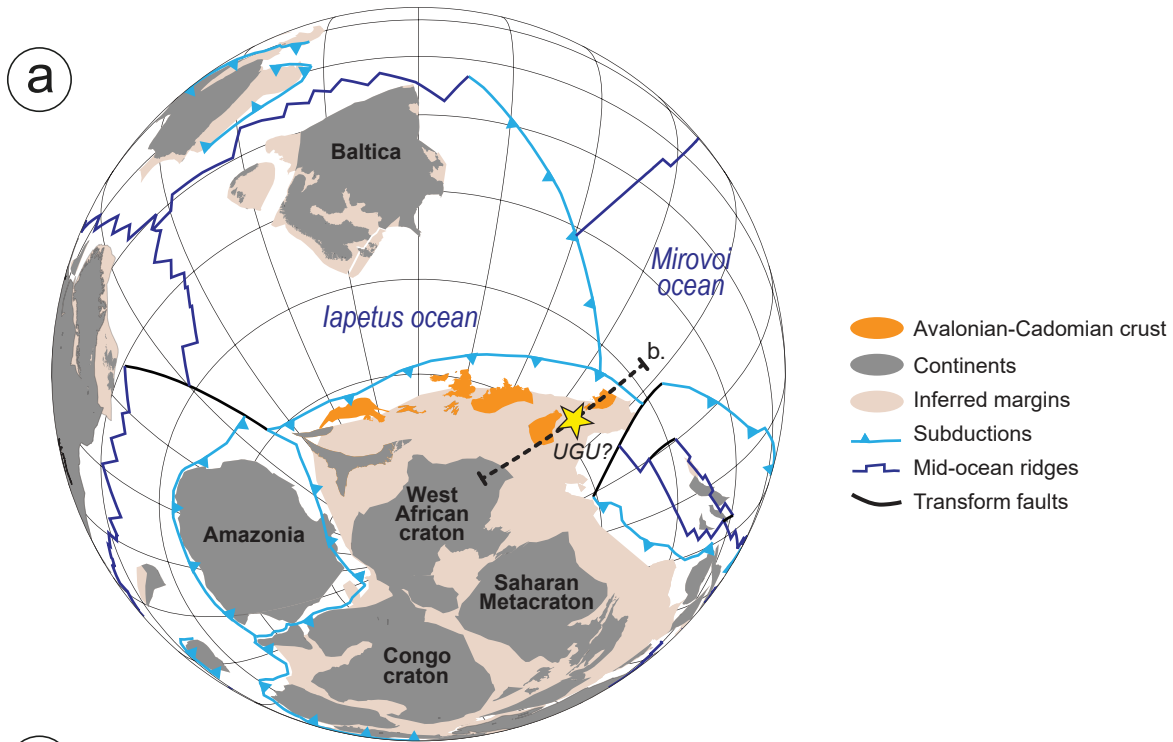 a
Baltica
Mirovoi
ocean
Iapetus ocean
b.
UGU?
West
African
craton
Amazonia
Saharan
Metacraton
Congo
craton
Avalonian-Cadomian crust
Continents
Inferred margins
Subductions
Mid-ocean ridges
Transform faults